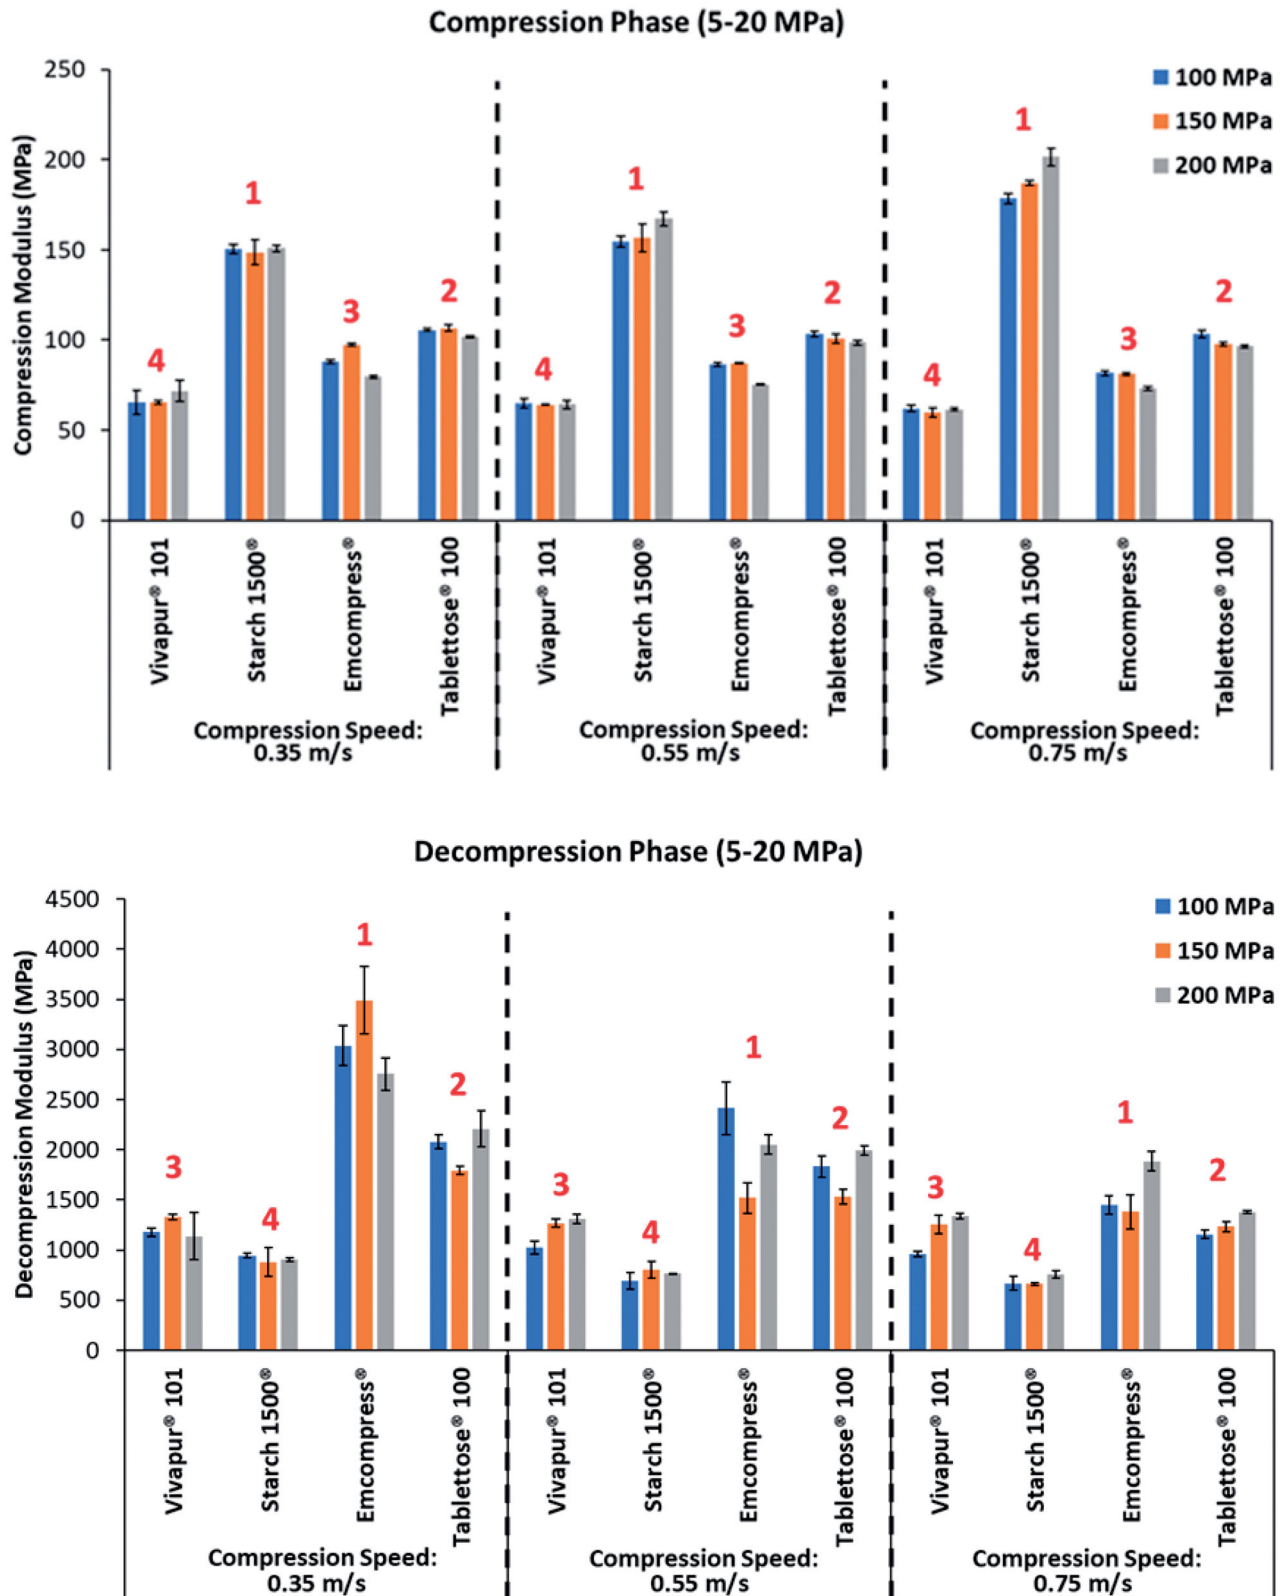 Compression Phase (5-20 MPa)
Compression Modulus (MPa)
250
200
150
100
50
0
100 MPa
150 MPa
200 MPa
4
1
3
2
4
1
3
2
4
1
3
2
Vivapur® 101
Starch 1500®
Emcompress®
Tablettose® 100
Vivapur® 101
Starch 1500®
Emcompress®
Tablettose® 100
Vivapur® 101
Starch 1500®
Emcompress®
Tablettose® 100
Compression Speed:
0.35 m/s
Compression Speed:
0.55 m/s
Compression Speed:
0.75 m/s
Decompression Phase (5-20 MPa)
Decompression Modulus (MPa)
4500
4000
3500
3000
2500
2000
1500
1000
500
0
100 MPa
150 MPa
200 MPa
3
4
1
2
3
4
1
2
3
4
1
2
Vivapur® 101
Starch 1500®
Emcompress®
Tablettose® 100
Vivapur® 101
Starch 1500®
Emcompress®
Tablettose® 100
Vivapur® 101
Starch 1500®
Emcompress®
Tablettose® 100
Compression Speed:
0.35 m/s
Compression Speed:
0.55 m/s
Compression Speed:
0.75 m/s